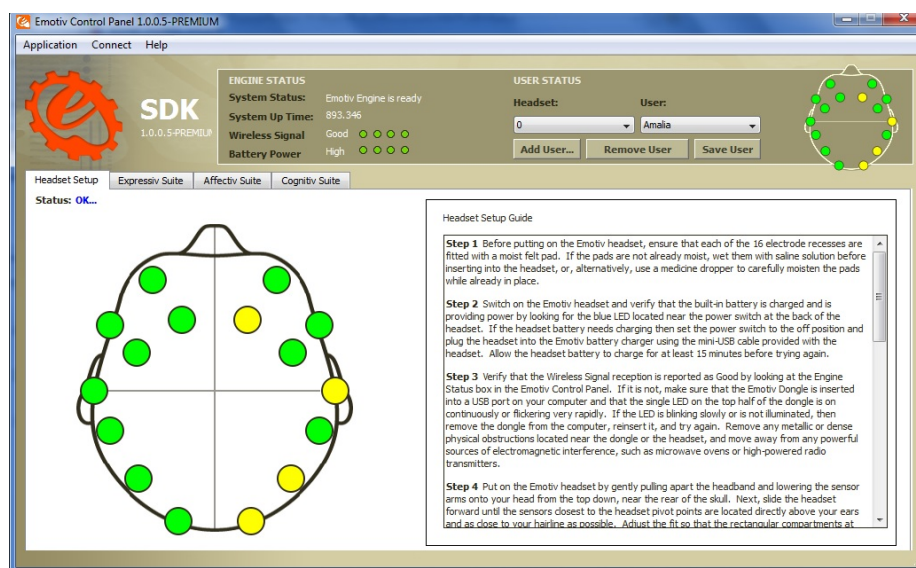 Emotiv Control Panel 1.0.0.5-PREMIUM
Application Connect Help
SDK
1.0.0.5-PREMIUM
ENGINE STATUS
System Status: Emotiv Engine is ready
System Up Time: 893.346
Wireless Signal Good
Battery Power High
USER STATUS
Headset: User:
0 Amalia
Add User... Remove User Save User
Headset Setup Expressiv Suite Affectiv Suite Cognitiv Suite
Status: OK...
Headset Setup Guide
Step 1 Before putting on the Emotiv headset, ensure that each of the 16 electrode recesses are
fitted with a moist felt pad. If the pads are not already moist, wet them with saline solution before
inserting into the headset, or, alternatively, use a medicine dropper to carefully moisten the pads
while already in place.
Step 2 Switch on the Emotiv headset and verify that the built-in battery is charged and is
providing power by looking for the blue LED located near the power switch at the back of the
headset. If the headset battery needs charging then set the power switch to the off position and
plug the headset into the Emotiv battery charger using the mini-USB cable provided with the
headset. Allow the headset battery to charge for at least 15 minutes before trying again.
Step 3 Verify that the Wireless Signal reception is reported as Good by looking at the Engine
Status box in the Emotiv Control Panel. If it is not, make sure that the Emotiv Dongle is inserted
into a USB port on your computer and that the single LED on the top half of the dongle is on
continuously or flickering very rapidly. If the LED is blinking slowly or is not illuminated, then
remove the dongle from the computer, reinsert it, and try again. Remove any metallic or dense
physical obstructions located near the dongle or the headset, and move away from any powerful
sources of electromagnetic interference, such as microwave ovens or high-powered radio
transmitters.
Step 4 Put on the Emotiv headset by gently pulling apart the headband and lowering the sensor
arms onto your head from the top down, near the rear of the skull. Next, slide the headset
forward until the sensors closest to the headset pivot points are located directly above your ears
and as close to your hairline as possible. Adjust the fit so that the rectangular compartments at